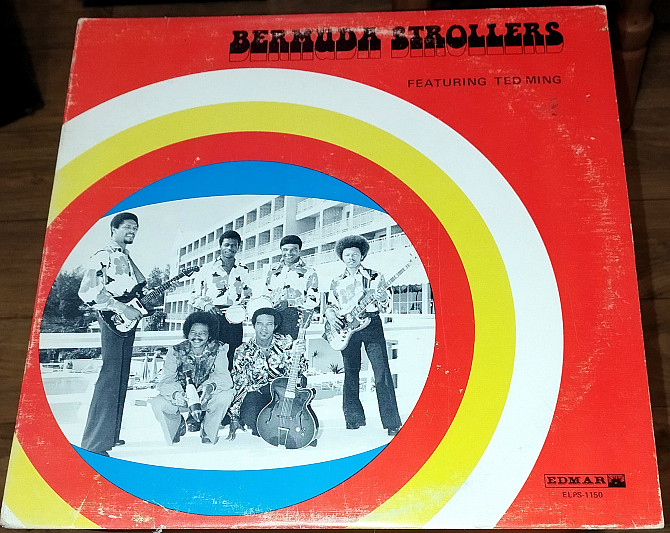 BERMUDA STROLLERS
FEATURING TED MING
EDMAR
ELPS-1150